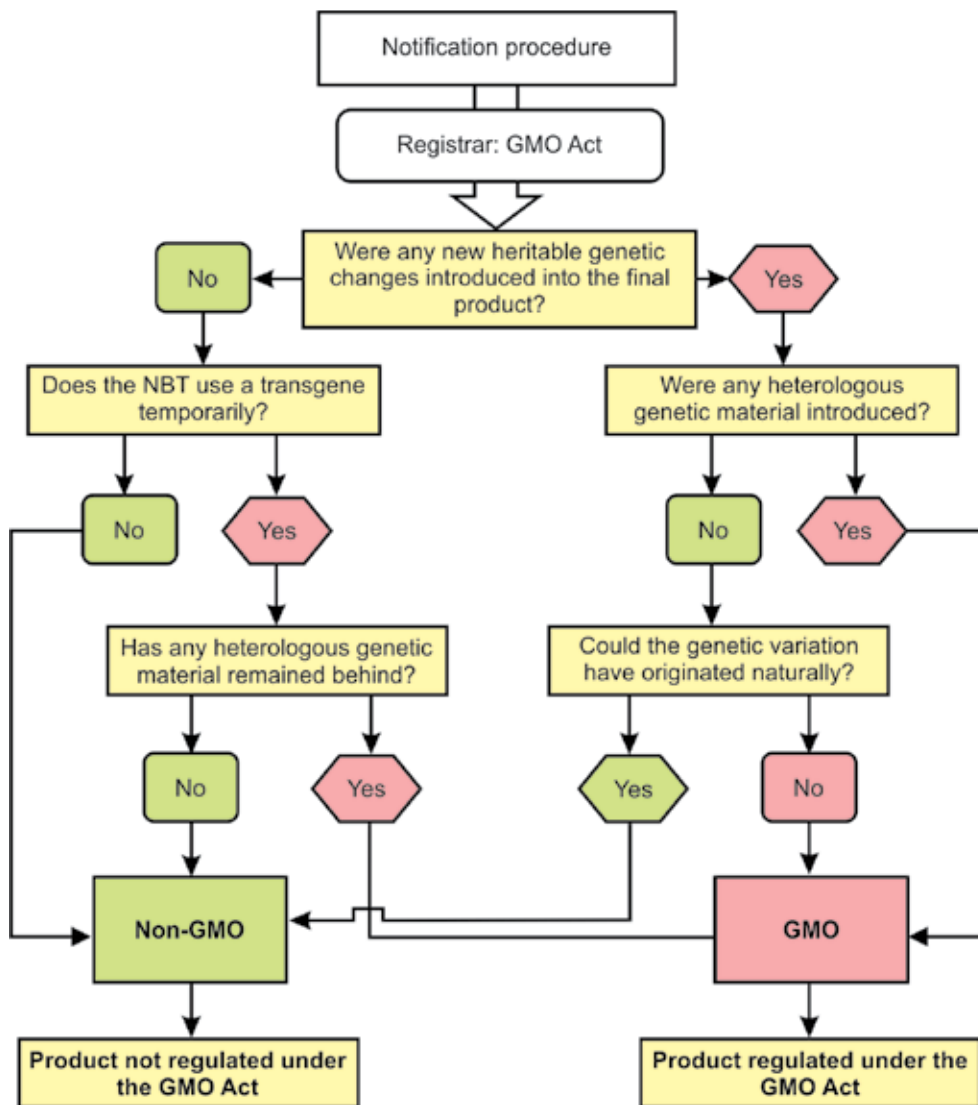 Notification procedure
Registrar: GMO Act
Were any new heritable genetic
changes introduced into the final
product?
No
Yes
Does the NBT use a transgene
temporarily?
Were any heterologous
genetic material introduced?
No
Yes
No
Yes
Has any heterologous genetic
material remained behind?
Could the genetic variation
have originated naturally?
No
Yes
Yes
No
Non-GMO
GMO
Product not regulated under
the GMO Act
Product regulated under the
GMO Act